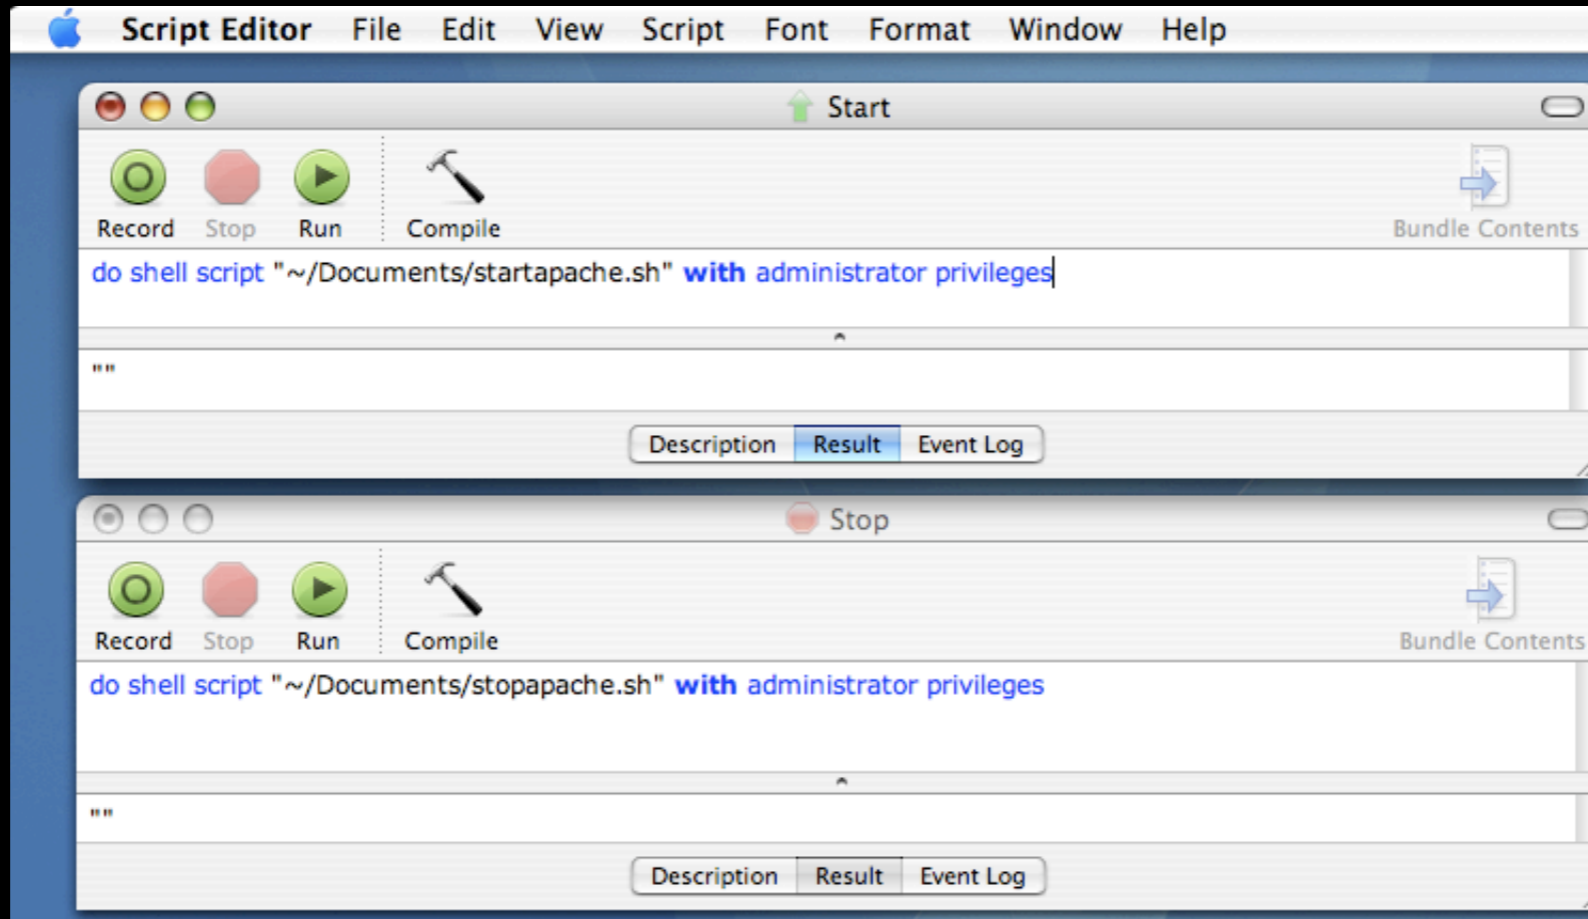 Script Editor File Edit View Script Font Format Window Help
Start
Record Stop Run Compile Bundle Contents
do shell script "~/Documents/startapache.sh" with administrator privileges
""
Description Result Event Log
Stop
Record Stop Run Compile Bundle Contents
do shell script "~/Documents/stopapache.sh" with administrator privileges
""
Description Result Event Log